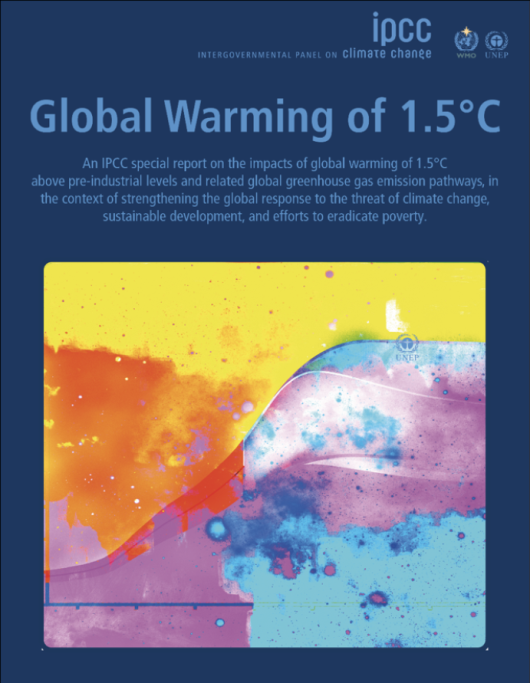 ipcc
INTERGOVERNMENTAL PANEL ON climate change
WMO
UNEP
Global Warming of 1.5°C
An IPCC special report on the impacts of global warming of 1.5°C
above pre-industrial levels and related global greenhouse gas emission pathways, in
the context of strengthening the global response to the threat of climate change,
sustainable development, and efforts to eradicate poverty.
UNEP